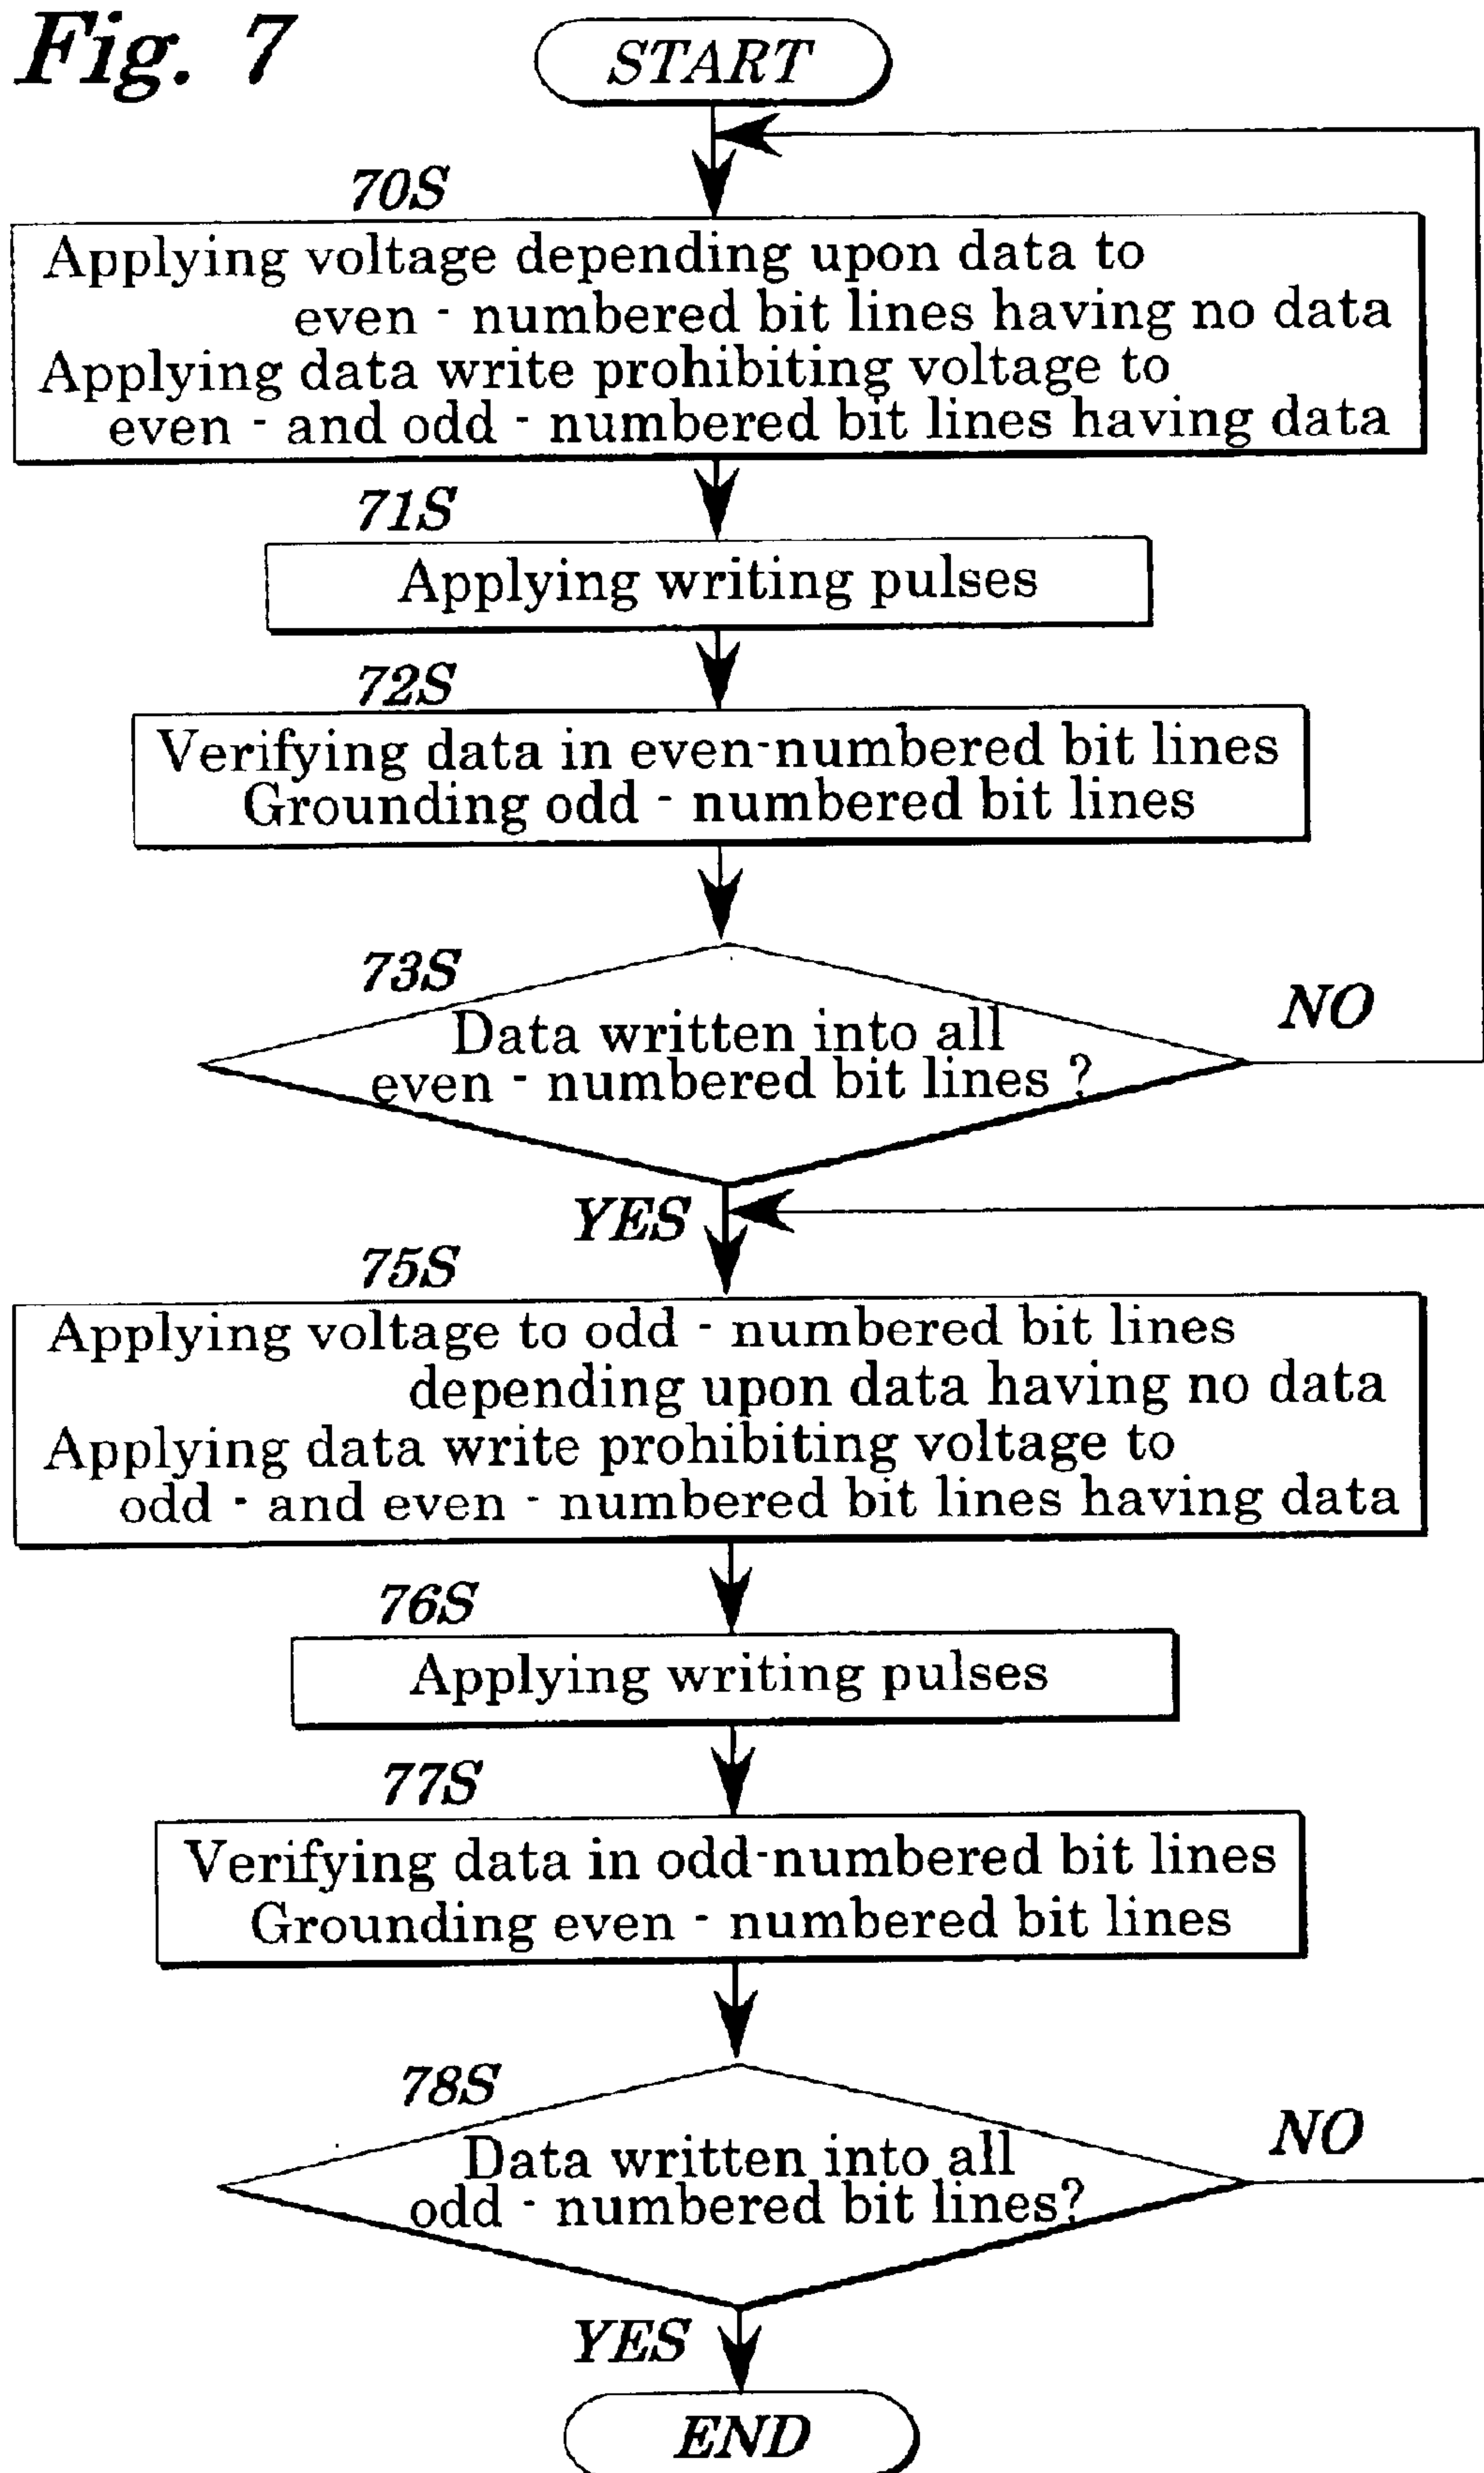 Fig. 7
START
70S
Applying voltage depending upon data to
even - numbered bit lines having no data
Applying data write prohibiting voltage to
even - and odd - numbered bit lines having data
71S
Applying writing pulses
72S
Verifying data in even-numbered bit lines
Grounding odd - numbered bit lines
73S
Data written into all
even - numbered bit lines ?
NO
YES
75S
Applying voltage to odd - numbered bit lines
depending upon data having no data
Applying data write prohibiting voltage to
odd - and even - numbered bit lines having data
76S
Applying writing pulses
77S
Verifying data in odd-numbered bit lines
Grounding even - numbered bit lines
78S
Data written into all
odd - numbered bit lines?
NO
YES
END